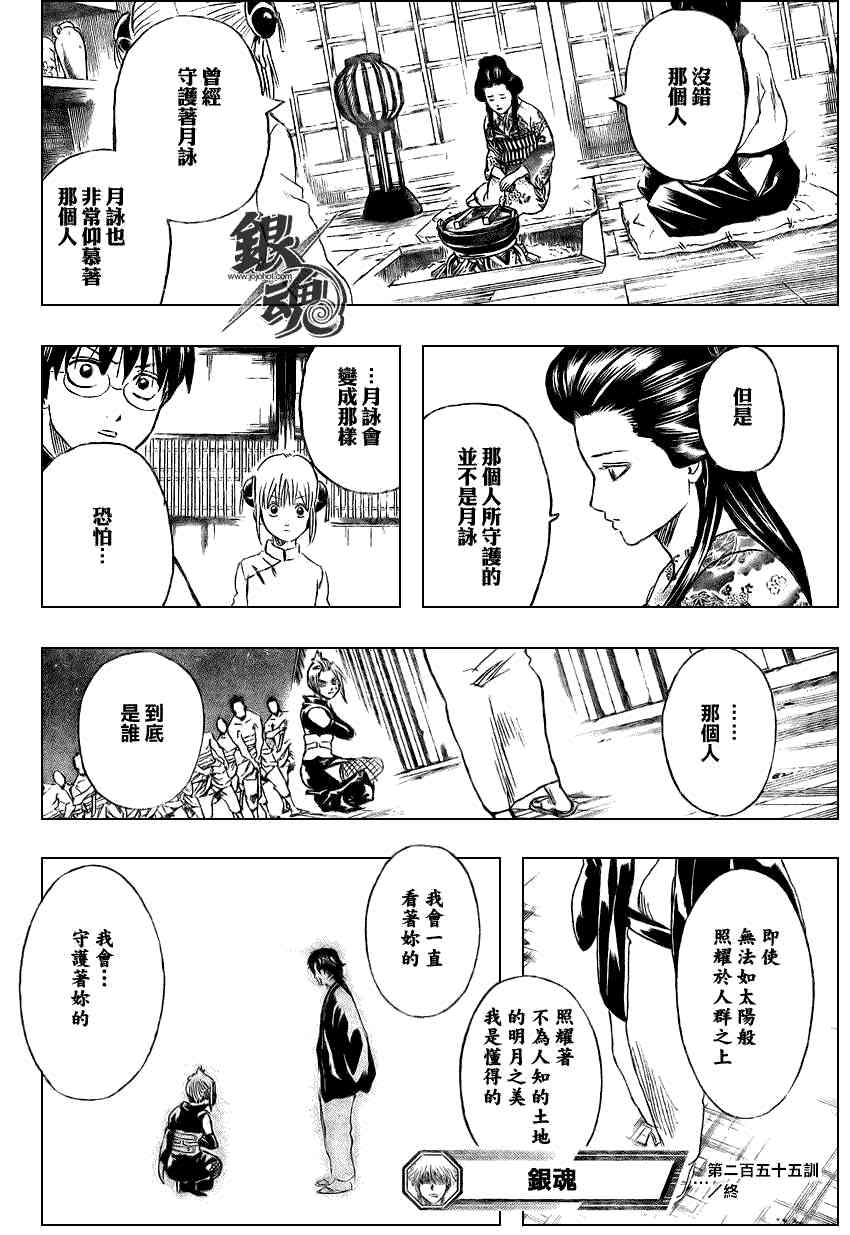 沒錯
那個人
曾經
守護著月詠
月詠也
非常仰慕著
那個人
銀魂
www.jojohot.com
但是
那個人所守護的
並不是月詠
…月詠會
變成那樣
恐怕…
……
那個人
到底
是誰
即使
無法如太陽般
照耀於人群之上
照耀著
不為人知的土地
的明月之美
我是懂得的
我會一直
看著妳的
我會…
守護著妳的
銀魂
…第二百五十五訓
／終